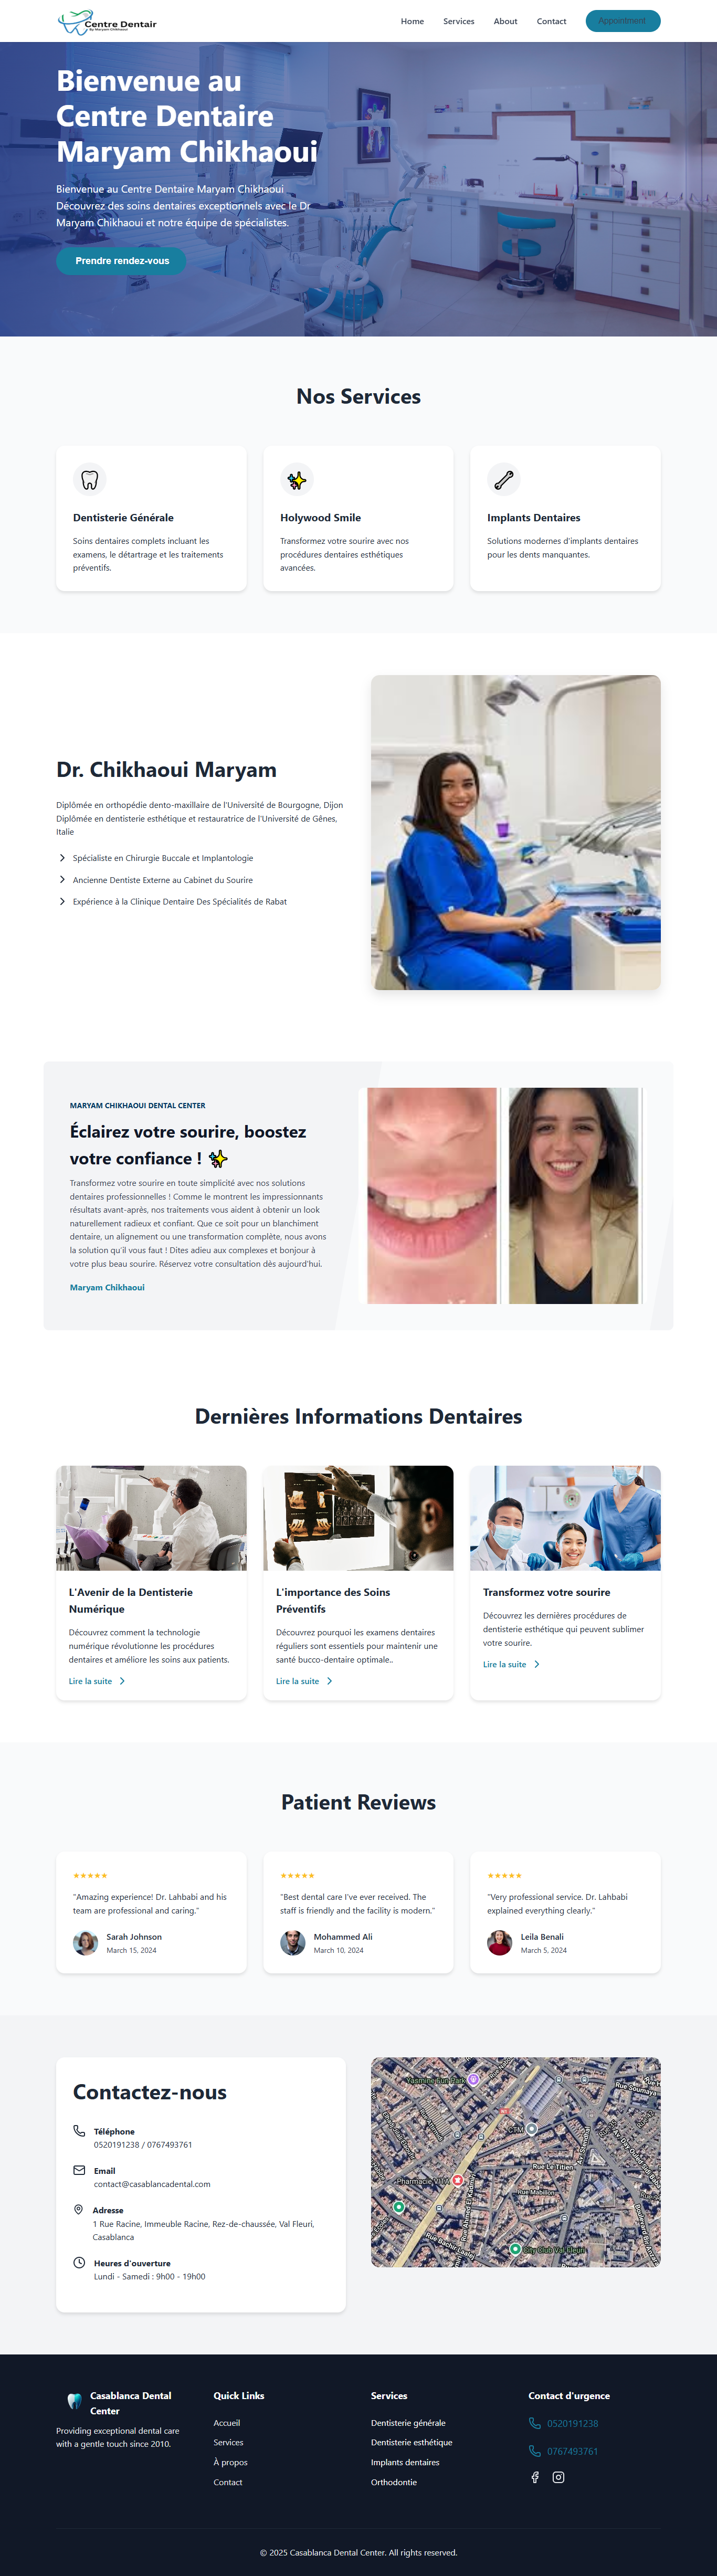 Centre Dentair
By Maryam Chikhaoui
Home
Services
About
Contact
Appointment
Bienvenue au
Centre Dentaire
Maryam Chikhaoui
Bienvenue au Centre Dentaire Maryam Chikhaoui
Découvrez des soins dentaires exceptionnels avec le Dr
Maryam Chikhaoui et notre équipe de spécialistes.
Prendre rendez-vous
Nos Services
Dentisterie Générale
Soins dentaires complets incluant les
examens, le détartrage et les traitements
préventifs.
Holywood Smile
Transformez votre sourire avec nos
procédures dentaires esthétiques
avancées.
Implants Dentaires
Solutions modernes d'implants dentaires
pour les dents manquantes.
Dr. Chikhaoui Maryam
Diplômée en orthopédie dento-maxillaire de l'Université de Bourgogne, Dijon
Diplômée en dentisterie esthétique et restauratrice de l'Université de Gênes,
Italie
Spécialiste en Chirurgie Buccale et Implantologie
Ancienne Dentiste Externe au Cabinet du Sourire
Expérience à la Clinique Dentaire Des Spécialités de Rabat
MARYAM CHIKHAOUI DENTAL CENTER
Éclairez votre sourire, boostez
votre confiance ! ✨
Transformez votre sourire en toute simplicité avec nos solutions
dentaires professionnelles ! Comme le montrent les impressionnants
résultats avant-après, nos traitements vous aident à obtenir un look
naturellement radieux et confiant. Que ce soit pour un blanchiment
dentaire, un alignement ou une transformation complète, nous avons
la solution qu'il vous faut ! Dites adieu aux complexes et bonjour à
votre plus beau sourire. Réservez votre consultation dès aujourd'hui.
Maryam Chikhaoui
Dernières Informations Dentaires
L'Avenir de la Dentisterie
Numérique
Découvrez comment la technologie
numérique révolutionne les procédures
dentaires et améliore les soins aux patients.
Lire la suite
L'importance des Soins
Préventifs
Découvrez pourquoi les examens dentaires
réguliers sont essentiels pour maintenir une
santé bucco-dentaire optimale..
Lire la suite
Transformez votre sourire
Découvrez les dernières procédures de
dentisterie esthétique qui peuvent sublimer
votre sourire.
Lire la suite
Patient Reviews
★★★★★
"Amazing experience! Dr. Lahbabi and his
team are professional and caring."
Sarah Johnson
March 15, 2024
★★★★★
"Best dental care I've ever received. The
staff is friendly and the facility is modern."
Mohammed Ali
March 10, 2024
★★★★★
"Very professional service. Dr. Lahbabi
explained everything clearly."
Leila Benali
March 5, 2024
Contactez-nous
Téléphone
0520191238 / 0767493761
Email
contact@casablancadental.com
Adresse
1 Rue Racine, Immeuble Racine, Rez-de-chaussée, Val Fleuri,
Casablanca
Heures d'ouverture
Lundi - Samedi : 9h00 - 19h00
Yasmine Fun Park
Rue Soumaya
CTM
Rue Le Titien
Pharmacie VITA
Rue Mabillon
City Club Val Fleuri
Casablanca Dental
Center
Providing exceptional dental care
with a gentle touch since 2010.
Quick Links
Accueil
Services
À propos
Contact
Services
Dentisterie générale
Dentisterie esthétique
Implants dentaires
Orthodontie
Contact d'urgence
0520191238
0767493761
© 2025 Casablanca Dental Center. All rights reserved.